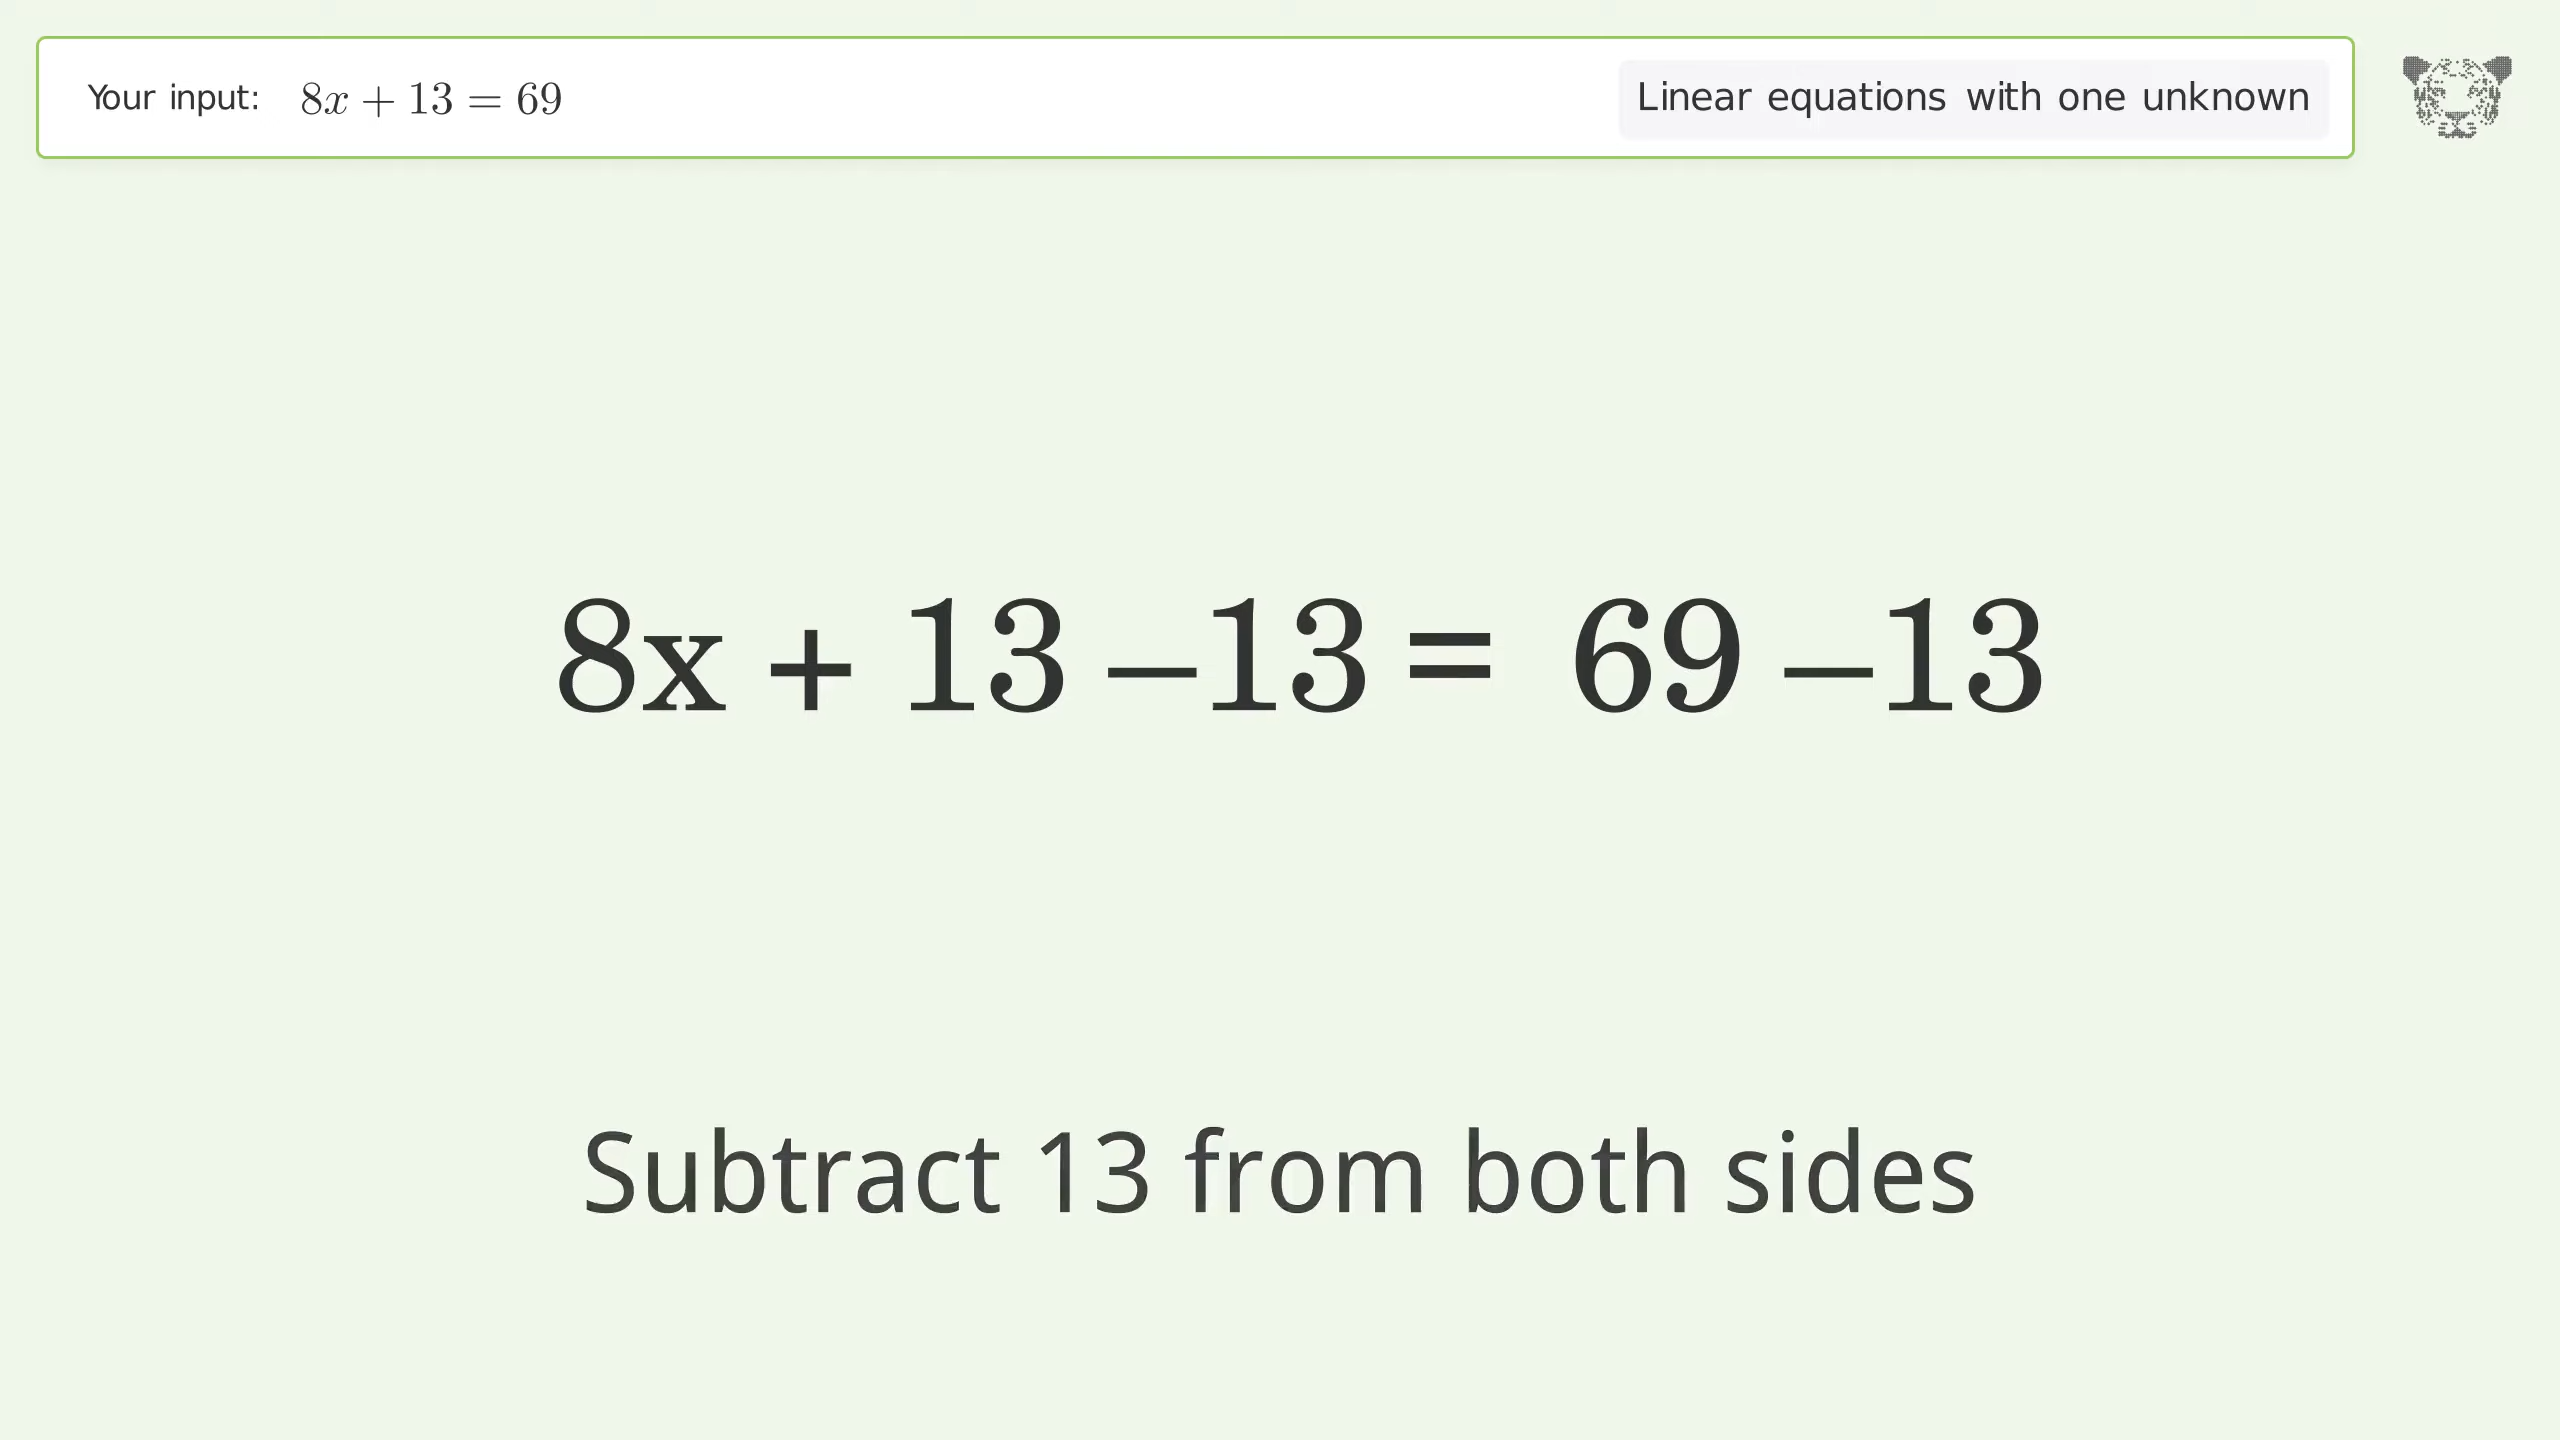 Your input: 8x + 13 = 69 Linear equations with one unknown
8x + 13 –13 = 69 –13
Subtract 13 from both sides